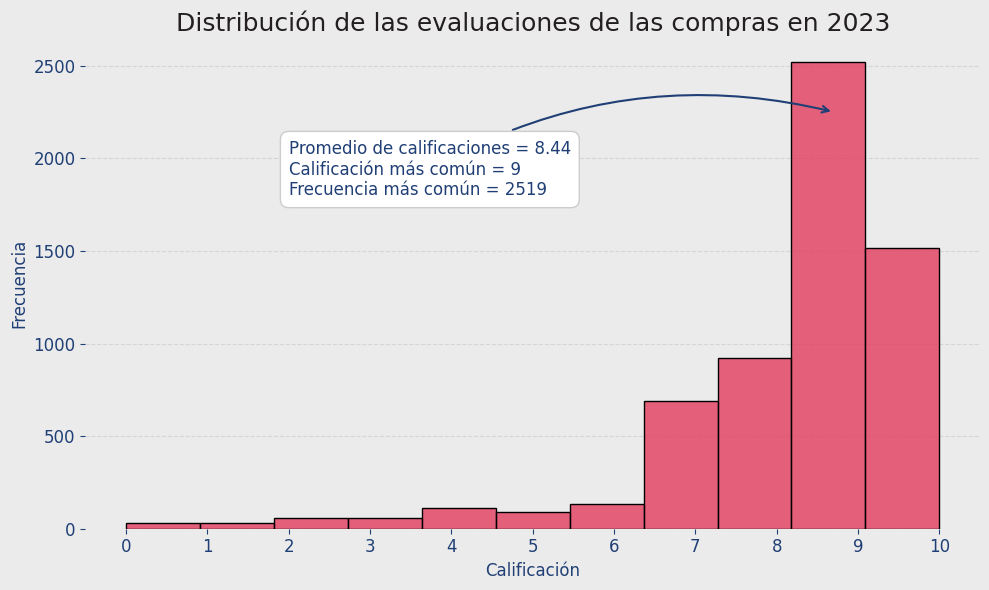 Distribución de las evaluaciones de las compras en 2023
2500
Promedio de calificaciones = 8.44
Calificación más común = 9
Frecuencia más común = 2519
2000
1500
Frecuencia
1000
500
0
0 1 2 3 4 5 6 7 8 9 10
Calificación